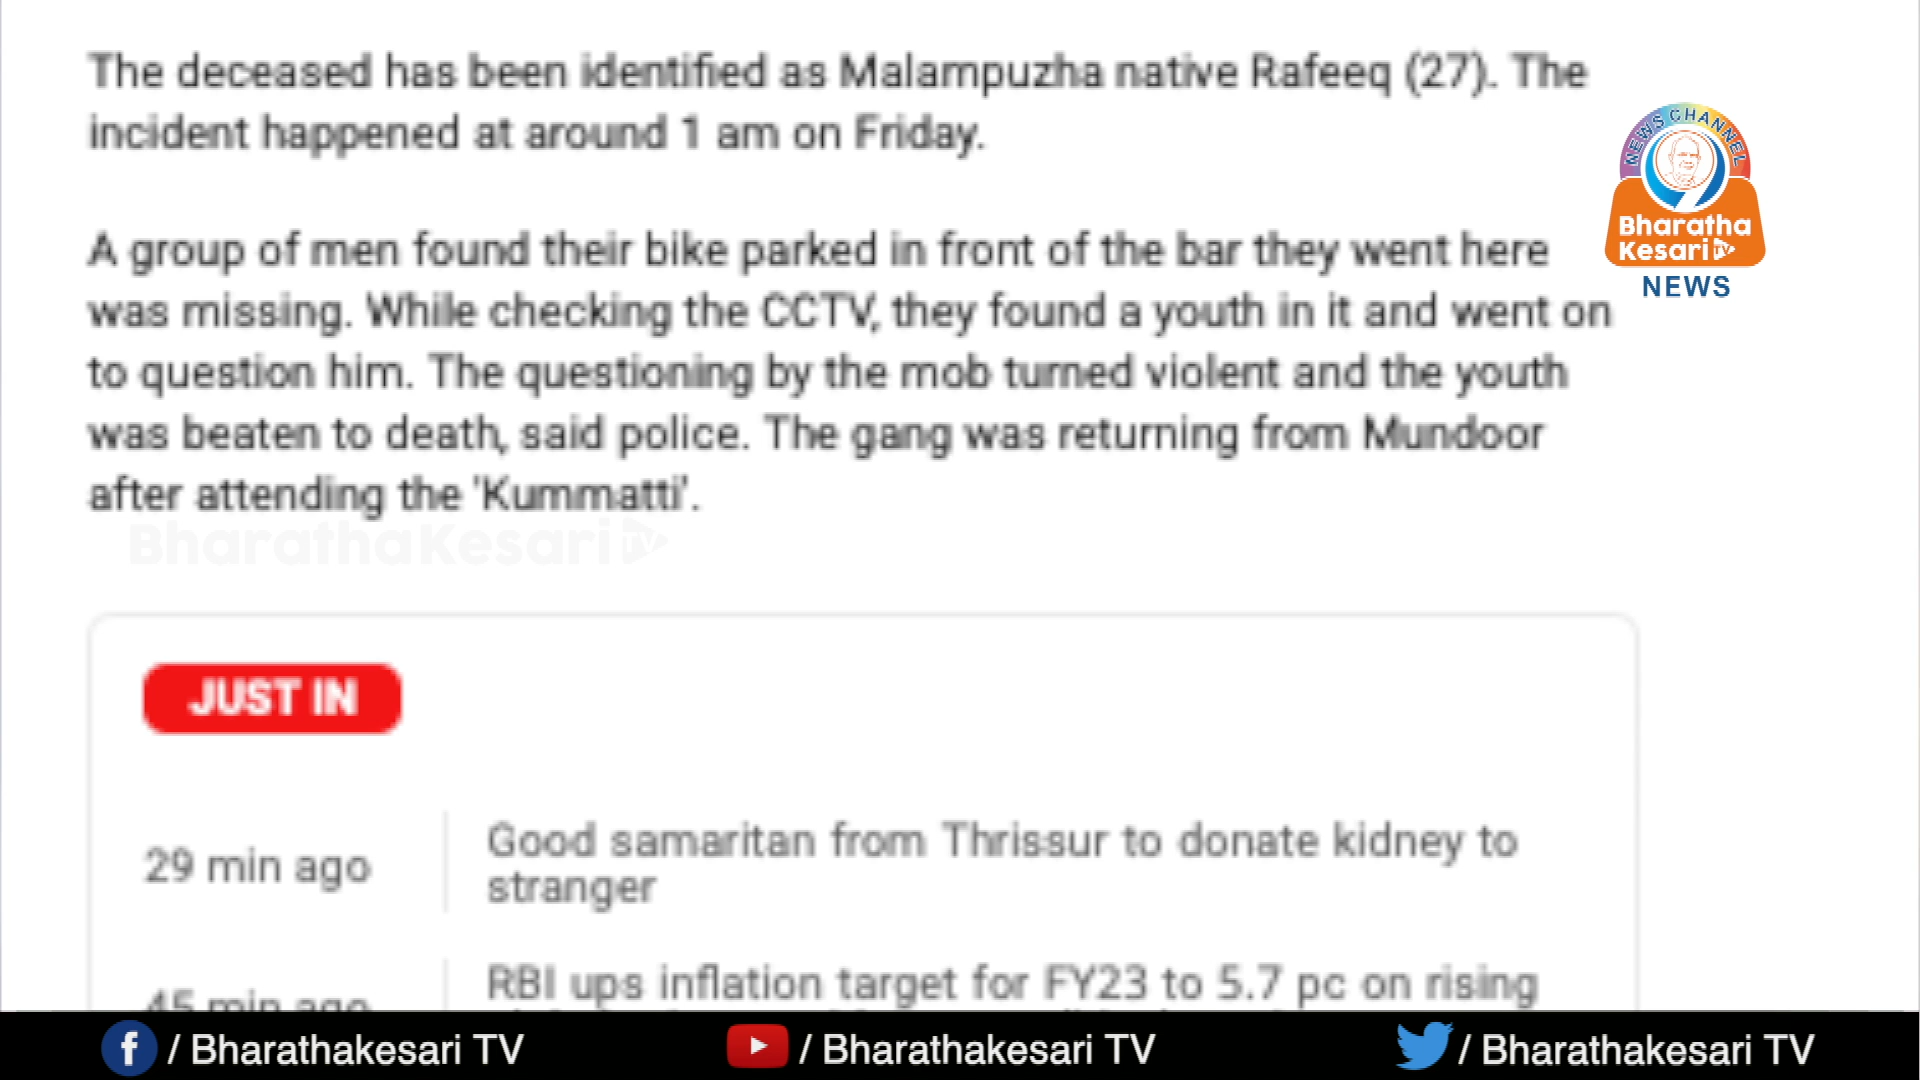 The deceased has been identified as Malampuzha native Rafeeq (27). The
incident happened at around 1 am on Friday.
A group of men found their bike parked in front of the bar they went here
was missing. While checking the CCTV, they found a youth in it and went on
to question him. The questioning by the mob turned violent and the youth
was beaten to death, said police. The gang was returning from Mundoor
after attending the 'Kummatti'.
NEWS CHANNEL
Bharatha
Kesari TV
NEWS
BharathaKesari TV
JUST IN
29 min ago
Good samaritan from Thrissur to donate kidney to
stranger
45 min ago
RBI ups inflation target for FY23 to 5.7 pc on rising
/ Bharathakesari TV
/ Bharathakesari TV
/ Bharathakesari TV